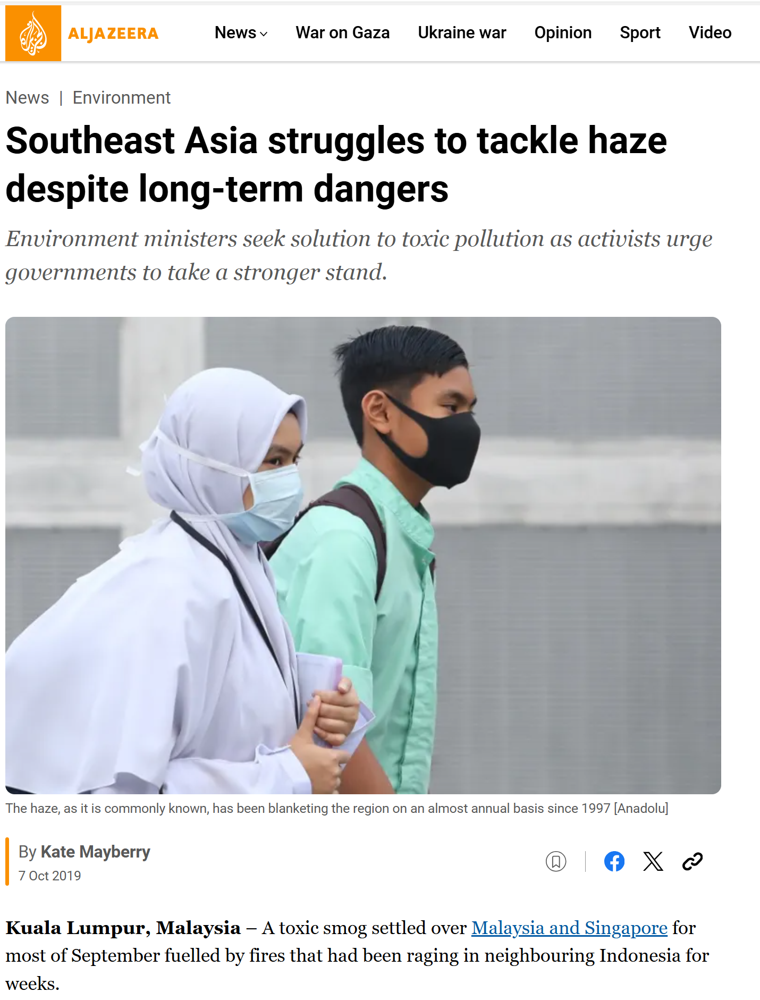 ALJAZEERA
News
War on Gaza
Ukraine war
Opinion
Sport
Video
News | Environment
Southeast Asia struggles to tackle haze
despite long-term dangers
Environment ministers seek solution to toxic pollution as activists urge
governments to take a stronger stand.
The haze, as it is commonly known, has been blanketing the region on an almost annual basis since 1997 [Anadolu]
By Kate Mayberry
7 Oct 2019
Kuala Lumpur, Malaysia – A toxic smog settled over Malaysia and Singapore for
most of September fuelled by fires that had been raging in neighbouring Indonesia for
weeks.